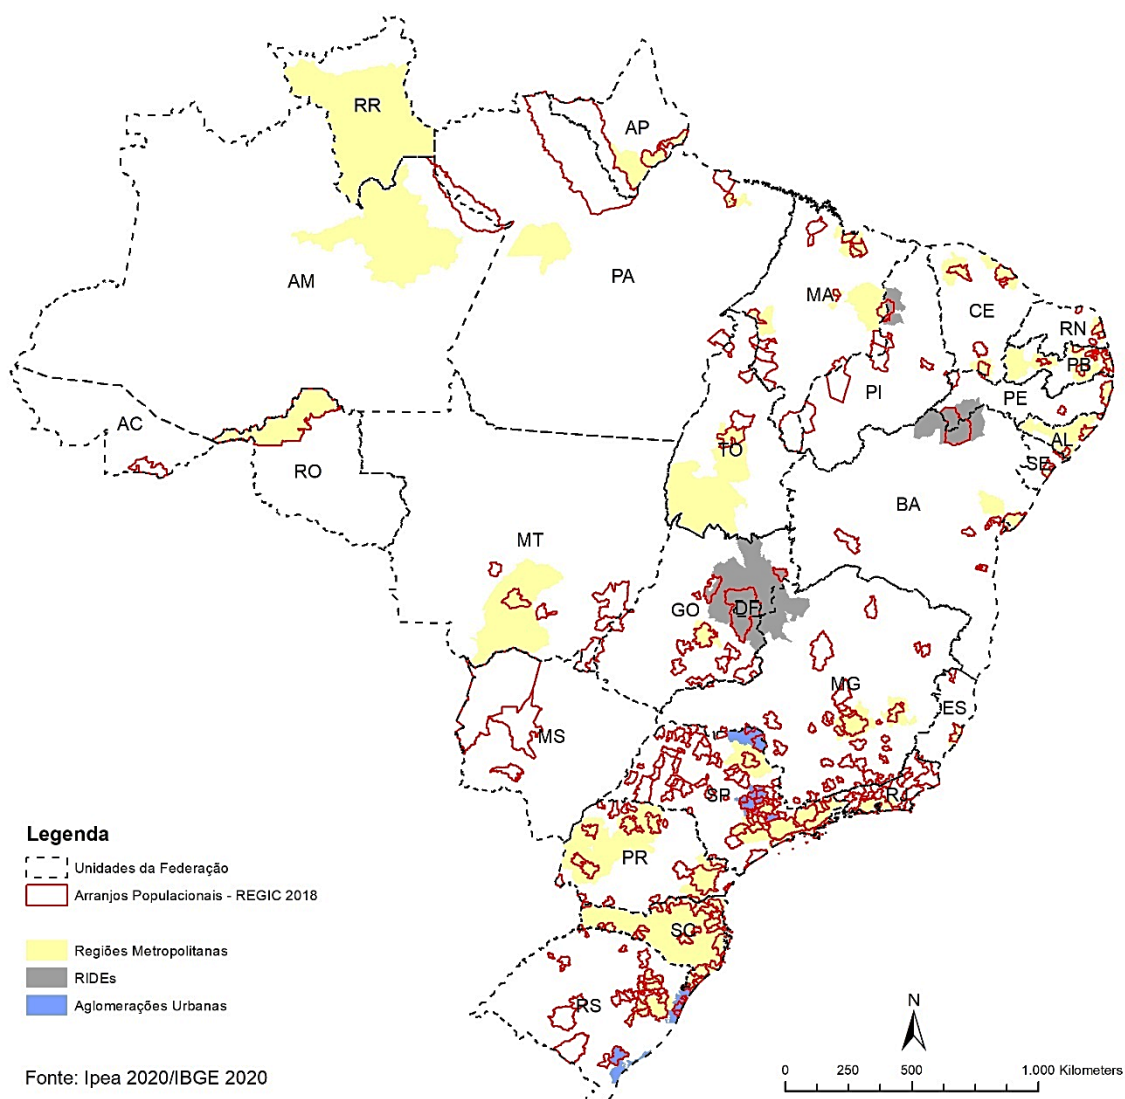 RR
AP
AM
PA
MA
CE
RN
PB
PI
PE
AC
TO
AL
SE
RO
BA
MT
GO
DF
MG
ES
MS
SP
RJ
PR
SC
RS
Legenda
Unidades da Federação
Arranjos Populacionais - REGIC 2018
Regiões Metropolitanas
RIDEs
Aglomerações Urbanas
Fonte: Ipea 2020/IBGE 2020
N
0 250 500 1.000 Kilometers